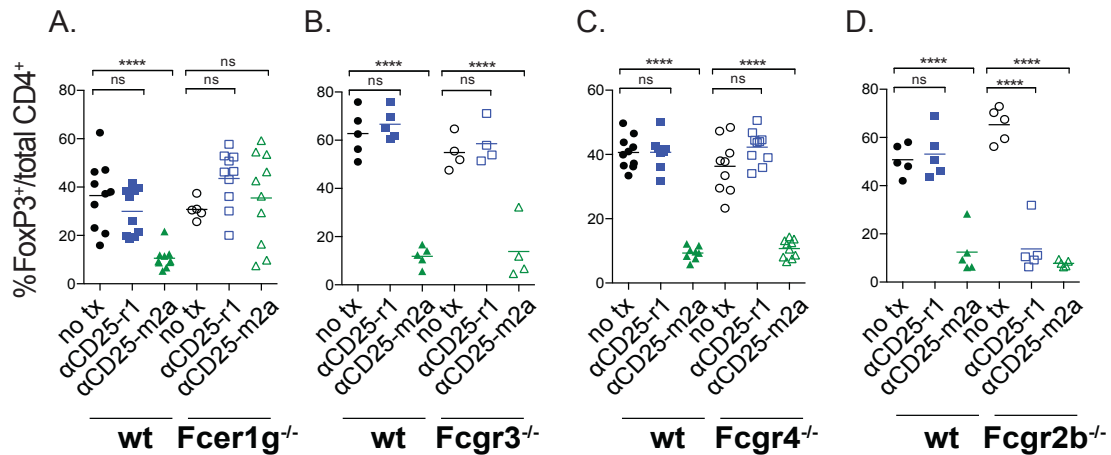 A.
B.
C.
D.
%FoxP3⁺/total CD4⁺
****
ns
ns
ns
80
60
40
20
0
no tx
αCD25-r1
αCD25-m2a
no tx
αCD25-r1
αCD25-m2a
wt
Fcer1g⁻/⁻
****
ns
****
ns
80
60
40
20
0
no tx
αCD25-r1
αCD25-m2a
no tx
αCD25-r1
αCD25-m2a
wt
Fcgr3⁻/⁻
****
ns
****
ns
60
40
20
0
no tx
αCD25-r1
αCD25-m2a
no tx
αCD25-r1
αCD25-m2a
wt
Fcgr4⁻/⁻
****
ns
****
****
80
60
40
20
0
no tx
αCD25-r1
αCD25-m2a
no tx
αCD25-r1
αCD25-m2a
wt
Fcgr2b⁻/⁻